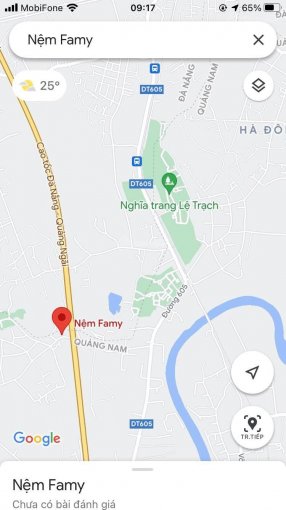 MobiFone
09:17
65%
Nệm Famy
25°
DT605
ĐÀ NẴNG
QUẢNG NAM
HÀ ĐÔ
DT605
Cao tốc Đà Nẵng - Quảng Ngãi
Nghĩa trang Lệ Trạch
Đường 605
Nệm Famy
QUẢNG NAM
DT605
Google
TR.TIẾP
Nệm Famy
Chưa có bài đánh giá